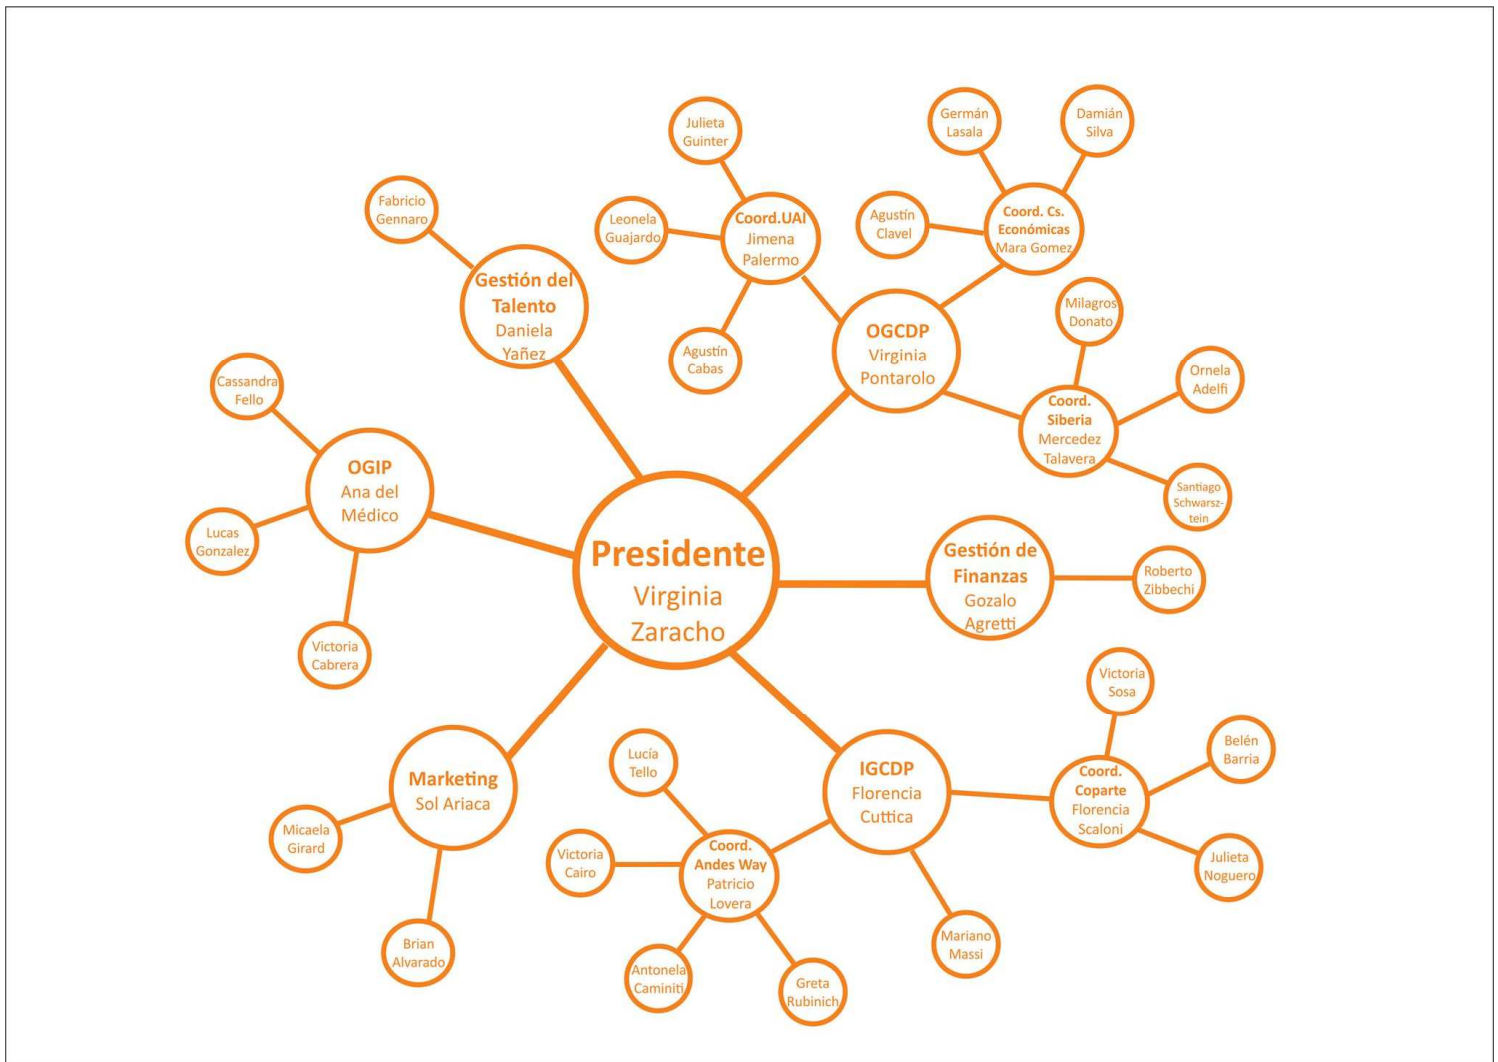 Presidente
Virginia
Zaracho
Gestión del
Talento
Daniela
Yañez
Fabricio
Gennaro
OGCDP
Virginia
Pontarolo
Coord.UAI
Jimena
Palermo
Julieta
Guinter
Leonela
Guajardo
Agustín
Cabas
Coord. Cs.
Económicas
Mara Gomez
Germán
Lasala
Damián
Silva
Agustín
Clavel
Coord.
Siberia
Mercedez
Talavera
Milagros
Donato
Ornela
Adelfi
Santiago
Schwarsz-
tein
Gestión de
Finanzas
Gozalo
Agretti
Roberto
Zibbechi
IGCDP
Florencia
Cuttica
Coord.
Coparte
Florencia
Scaloni
Victoria
Sosa
Belén
Barria
Julieta
Noguero
Mariano
Massi
Coord.
Andes Way
Patricio
Lovera
Lucía
Tello
Victoria
Cairo
Antonela
Caminiti
Greta
Rubinich
Marketing
Sol Ariaca
Micaela
Girard
Brian
Alvarado
OGIP
Ana del
Médico
Cassandra
Fello
Lucas
Gonzalez
Victoria
Cabrera